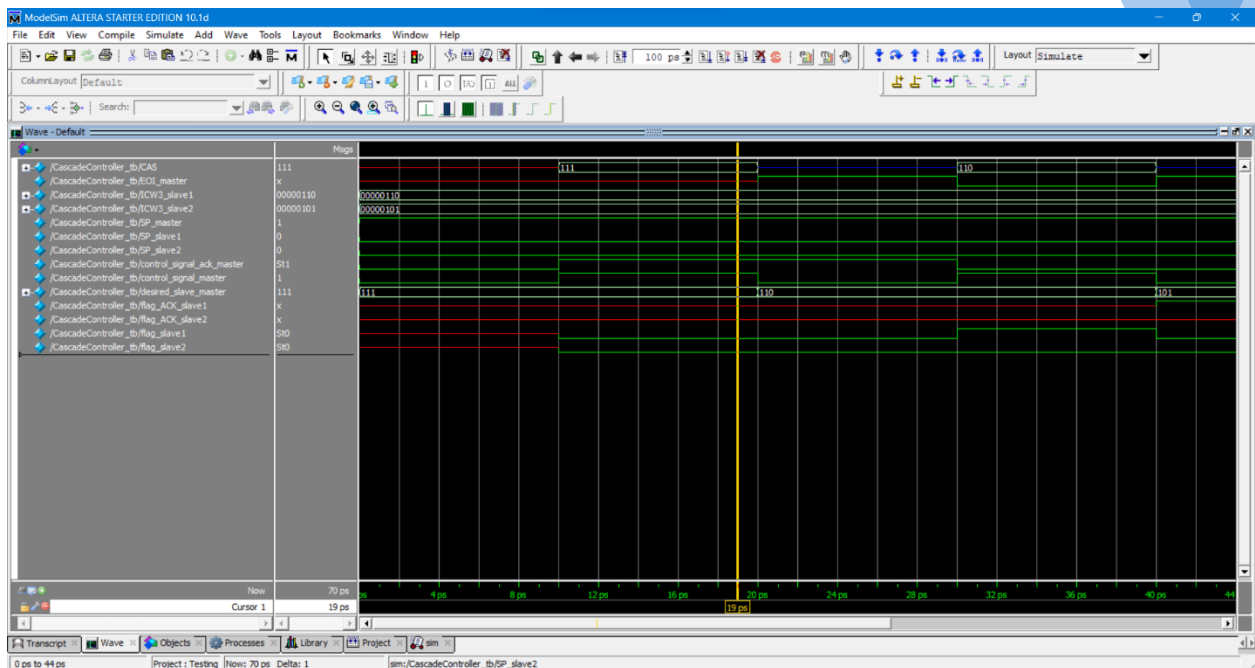 ModelSim ALTERA STARTER EDITION 10.1d
File Edit View Compile Simulate Add Wave Tools Layout Bookmarks Window Help
100 ps Layout Simulate
ColumnLayout Default ALL
Search:
Wave - Default
Msgs
/CascadeController_tb/CAS 111 111 110
/CascadeController_tb/EOI_master x
/CascadeController_tb/ICW3_slave1 00000110 00000110
/CascadeController_tb/ICW3_slave2 00000101 00000101
/CascadeController_tb/SP_master 1
/CascadeController_tb/SP_slave1 0
/CascadeController_tb/SP_slave2 0
/CascadeController_tb/control_signal_ack_master St1
/CascadeController_tb/control_signal_master 1
/CascadeController_tb/desired_slave_master 111 111 110 101
/CascadeController_tb/flag_ACK_slave1 x
/CascadeController_tb/flag_ACK_slave2 x
/CascadeController_tb/flag_slave1 St0
/CascadeController_tb/flag_slave2 St0
Now 70 ps ps 4 ps 8 ps 12 ps 16 ps 20 ps 24 ps 28 ps 32 ps 36 ps 40 ps 44
Cursor 1 19 ps 19 ps
Transcript Wave Objects Processes Library Project sim
0 ps to 44 ps Project : Testing Now: 70 ps Delta: 1 sim:/CascadeController_tb/SP_slave2